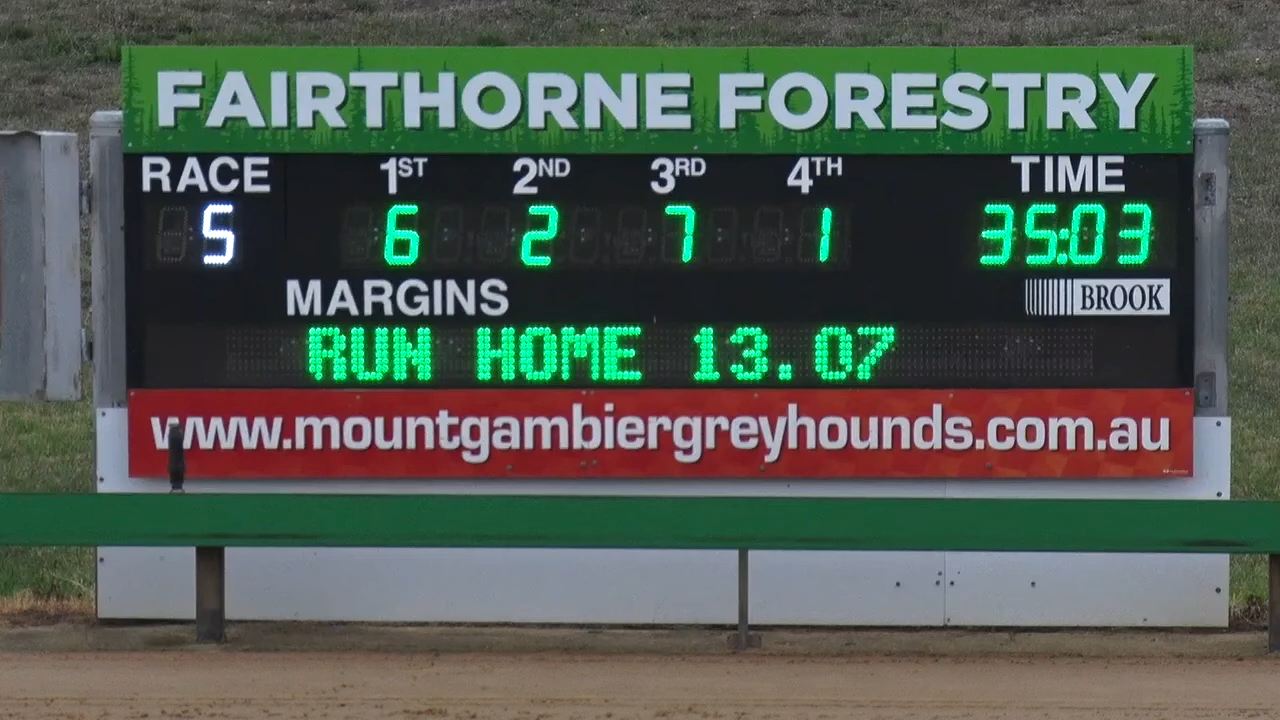 FAIRTHORNE FORESTRY
RACE 1ST 2ND 3RD 4TH TIME
5 6 2 7 1 35:03
MARGINS BROOK
RUN HOME 13.07
www.mountgambiergreyhounds.com.au